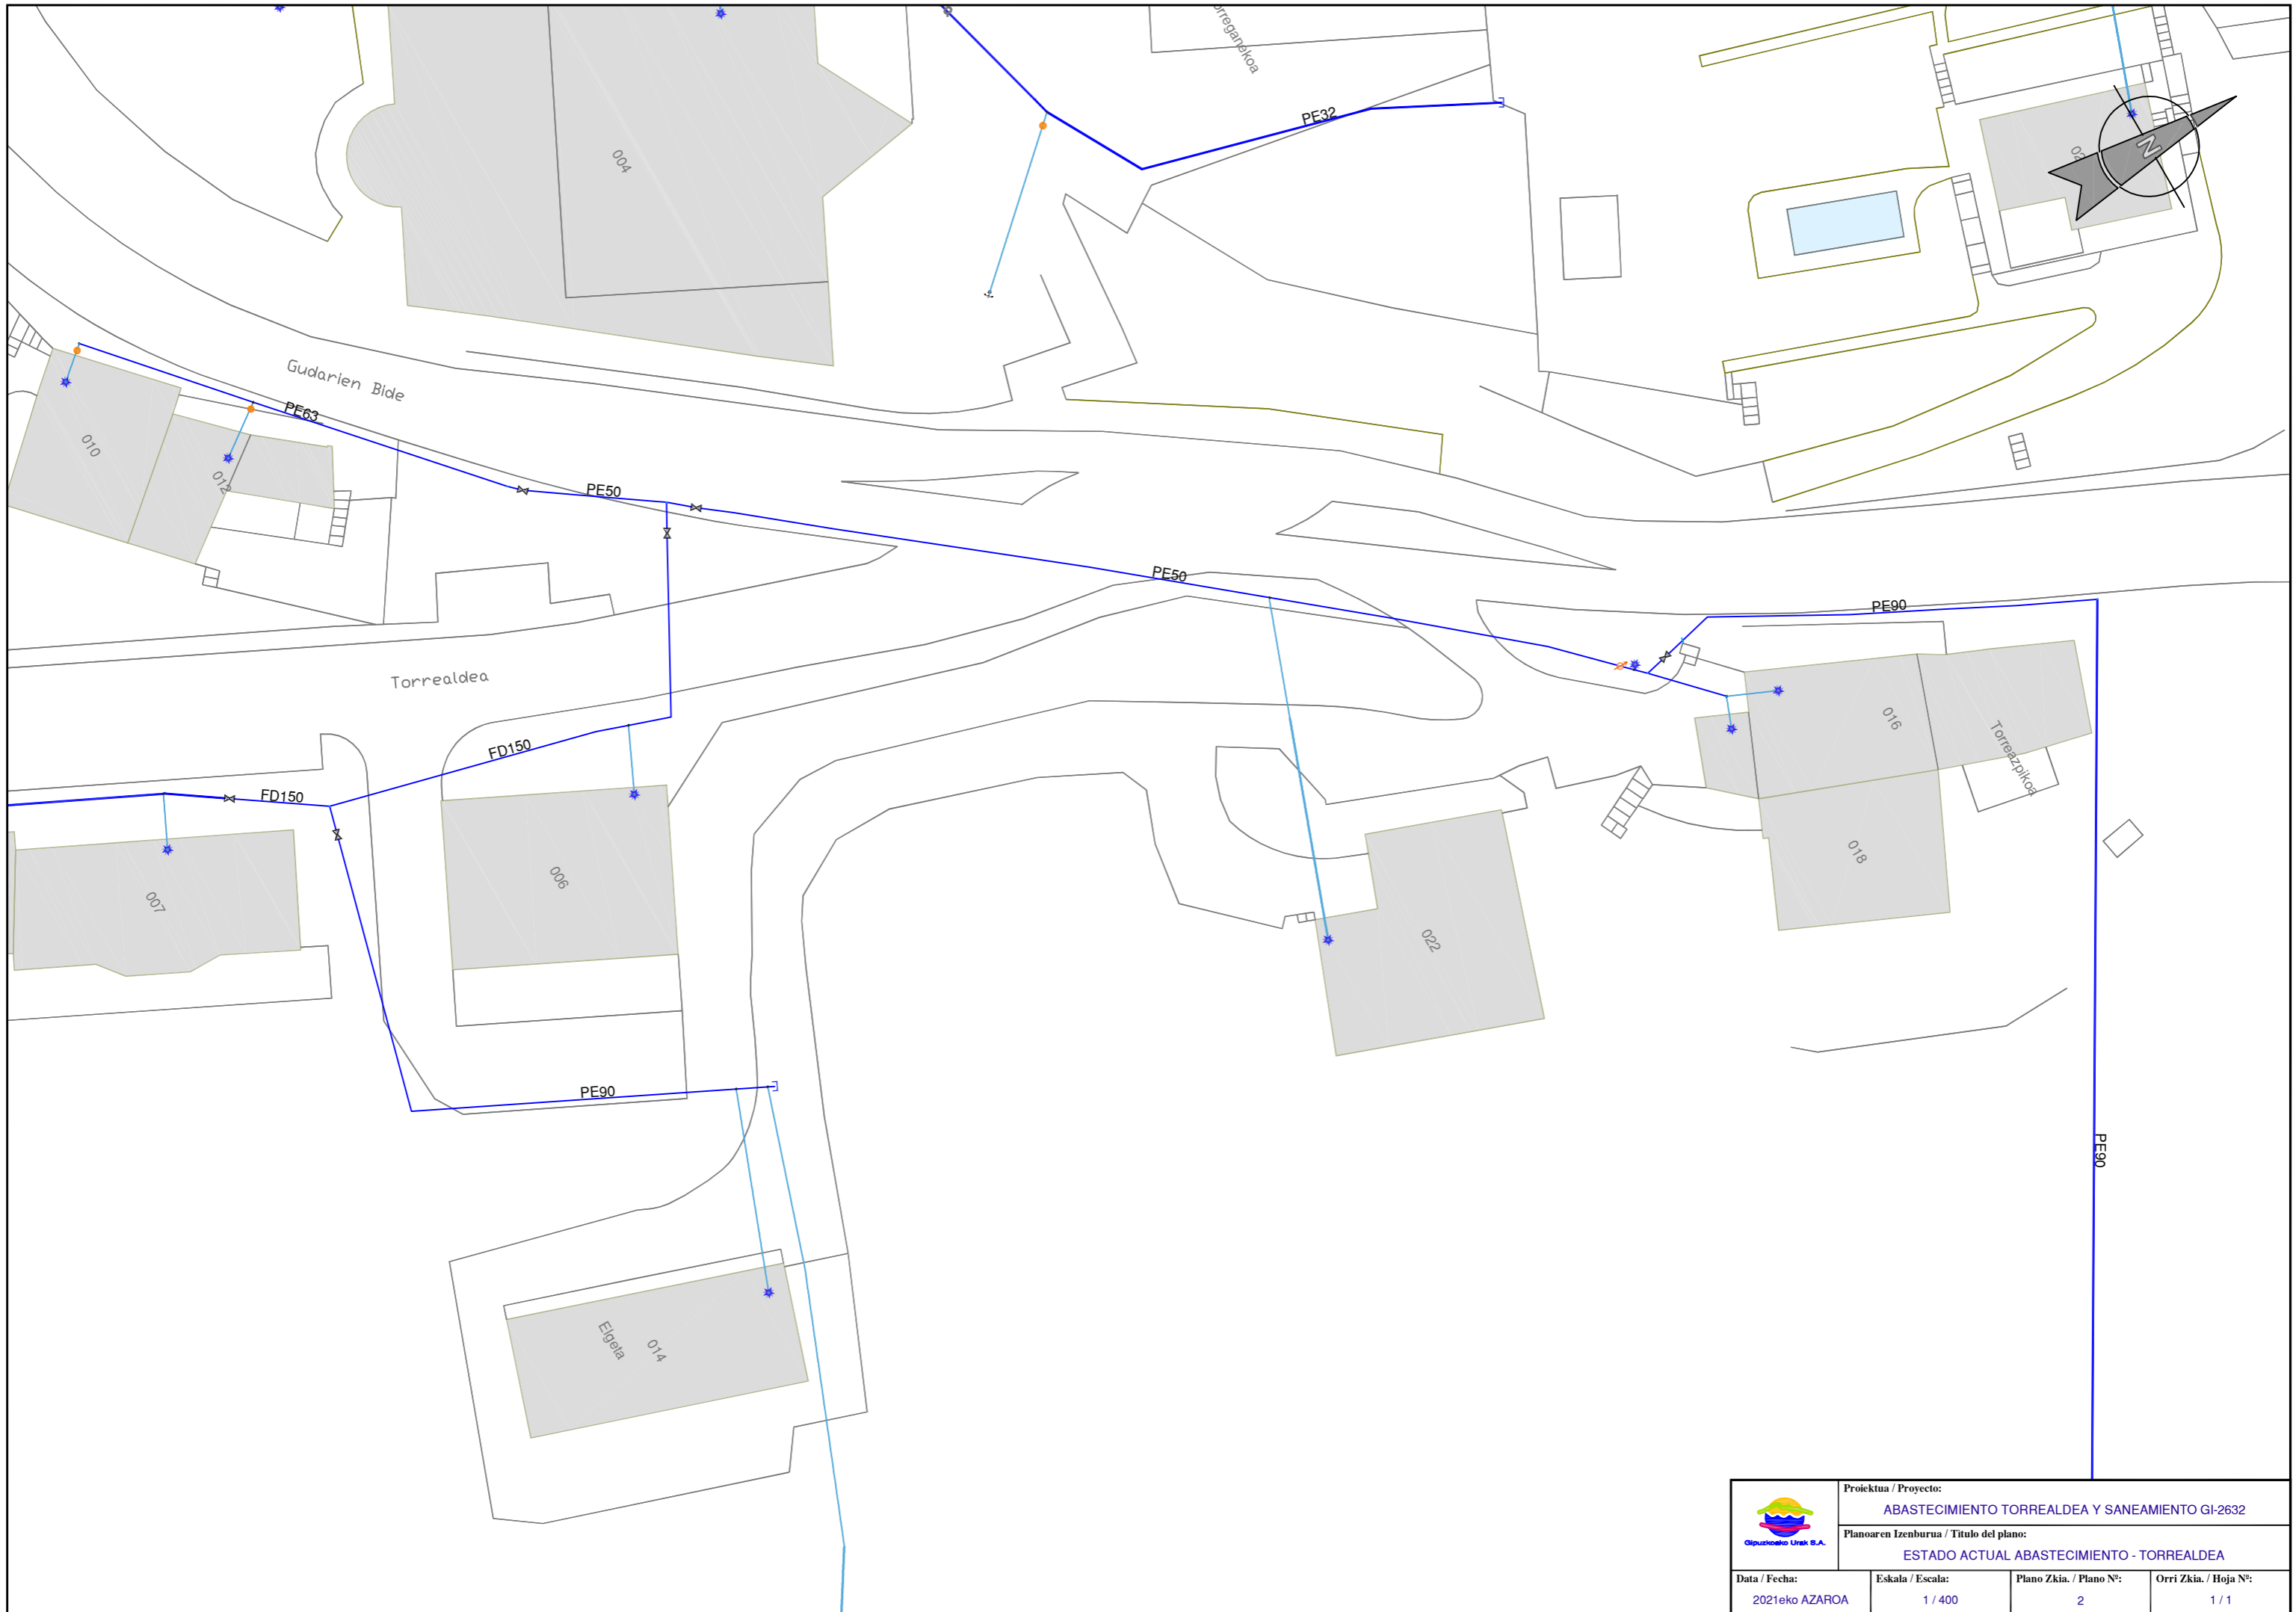 PE32
004
N
Gudarien Bide
PE63
010
012
PE50
PE50
PE90
Torrealdea
016
Torreazpikoa
FD150
FD150
018
006
007
022
PE90
PE90
Elgeta
014
Gipuzkoako Urak S.A.
Proiektua / Proyecto:
ABASTECIMIENTO TORREALDEA Y SANEAMIENTO GI-2632
Planoaren Izenburua / Titulo del plano:
ESTADO ACTUAL ABASTECIMIENTO - TORREALDEA
Data / Fecha:
2021eko AZAROA
Eskala / Escala:
1 / 400
Plano Zkia. / Plano Nº:
2
Orri Zkia. / Hoja Nº:
1 / 1